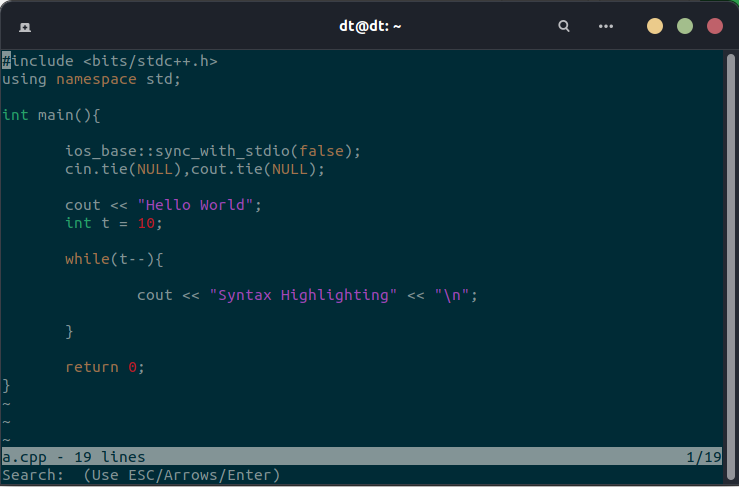 dt@dt: ~
#include <bits/stdc++.h>
using namespace std;
int main(){
ios_base::sync_with_stdio(false);
cin.tie(NULL),cout.tie(NULL);
cout << "Hello World";
int t = 10;
while(t--){
cout << "Syntax Highlighting" << "\n";
}
return 0;
}
~
~
~
a.cpp - 19 lines 1/19
Search: (Use ESC/Arrows/Enter)